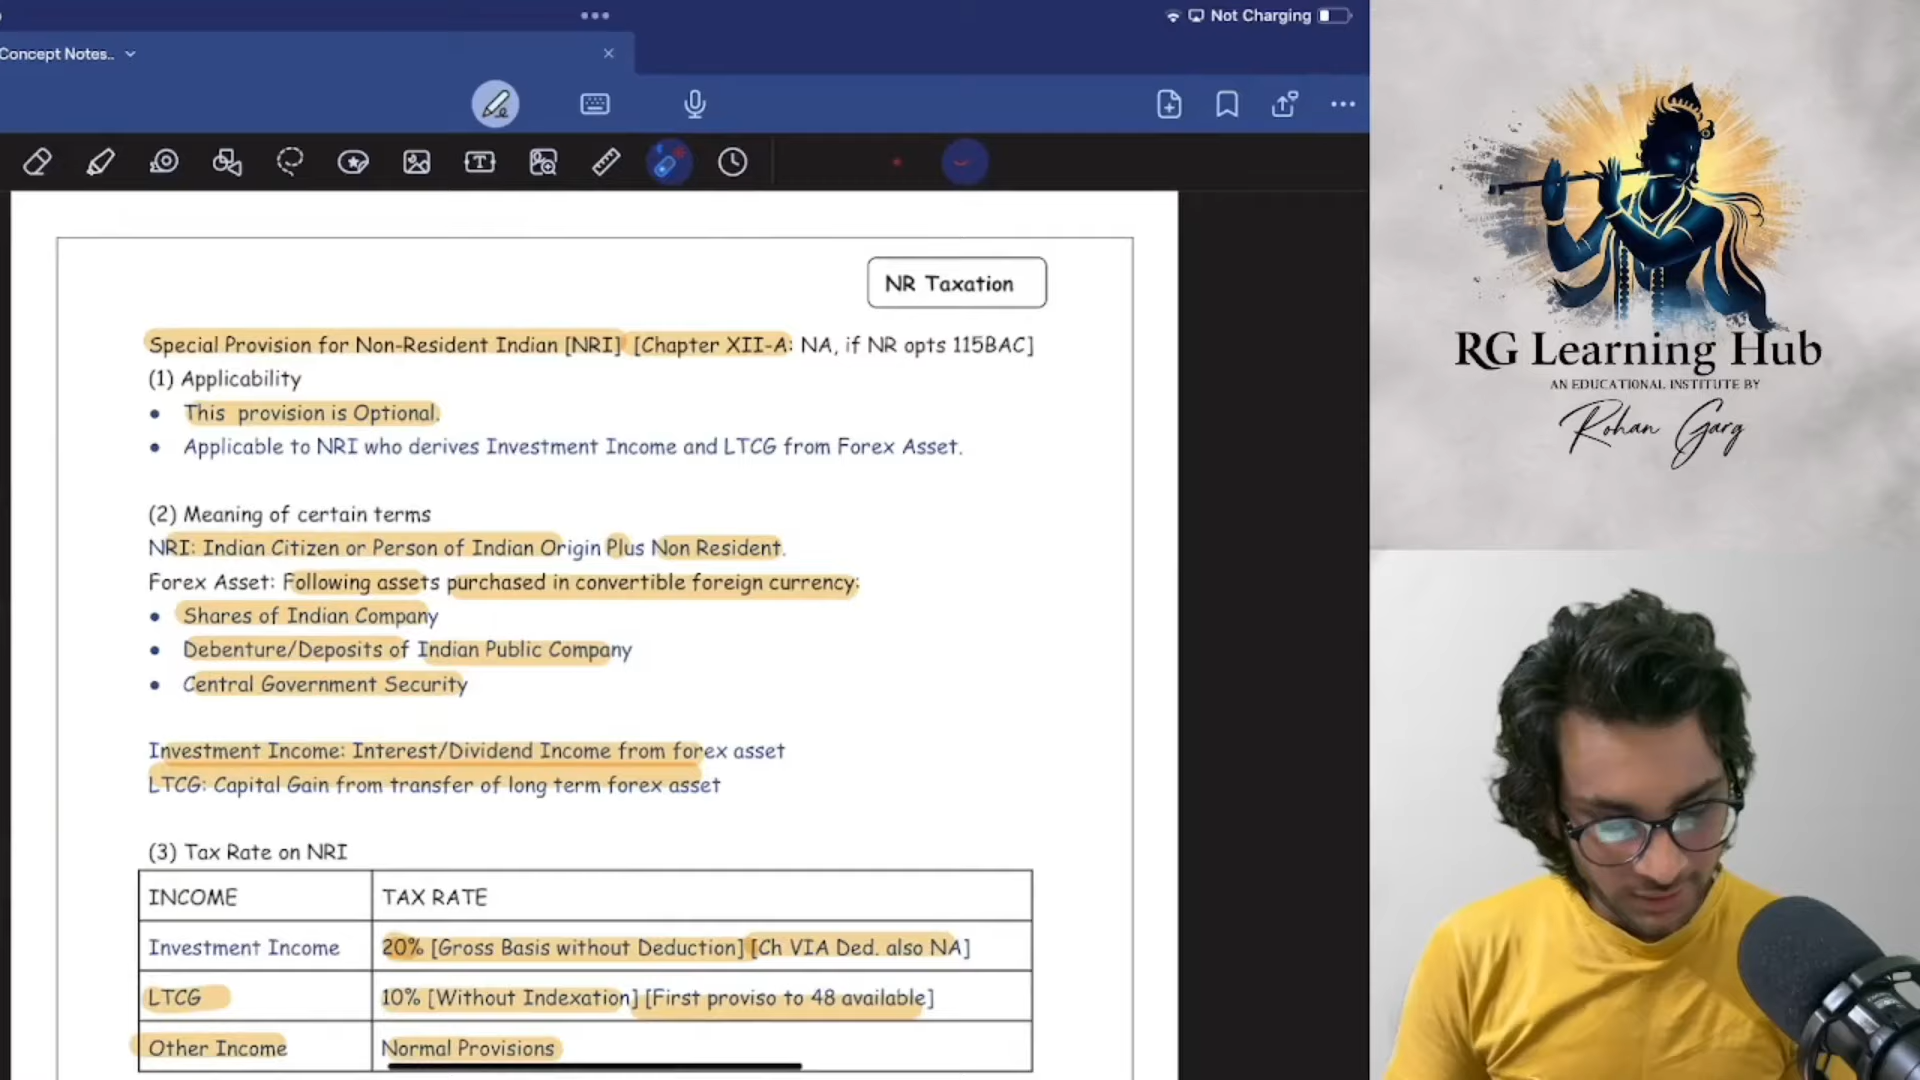 Not Charging
Concept Notes..
NR Taxation
Special Provision for Non-Resident Indian [NRI] [Chapter XII-A: NA, if NR opts 115BAC]
(1) Applicability
• This provision is Optional.
• Applicable to NRI who derives Investment Income and LTCG from Forex Asset.
(2) Meaning of certain terms
NRI: Indian Citizen or Person of Indian Origin Plus Non Resident.
Forex Asset: Following assets purchased in convertible foreign currency:
• Shares of Indian Company
• Debenture/Deposits of Indian Public Company
• Central Government Security
Investment Income: Interest/Dividend Income from forex asset
LTCG: Capital Gain from transfer of long term forex asset
(3) Tax Rate on NRI
INCOME TAX RATE
Investment Income 20% [Gross Basis without Deduction] [Ch VIA Ded. also NA]
LTCG 10% [Without Indexation] [First proviso to 48 available]
Other Income Normal Provisions
RG Learning Hub
AN EDUCATIONAL INSTITUTE BY
Rohan Garg